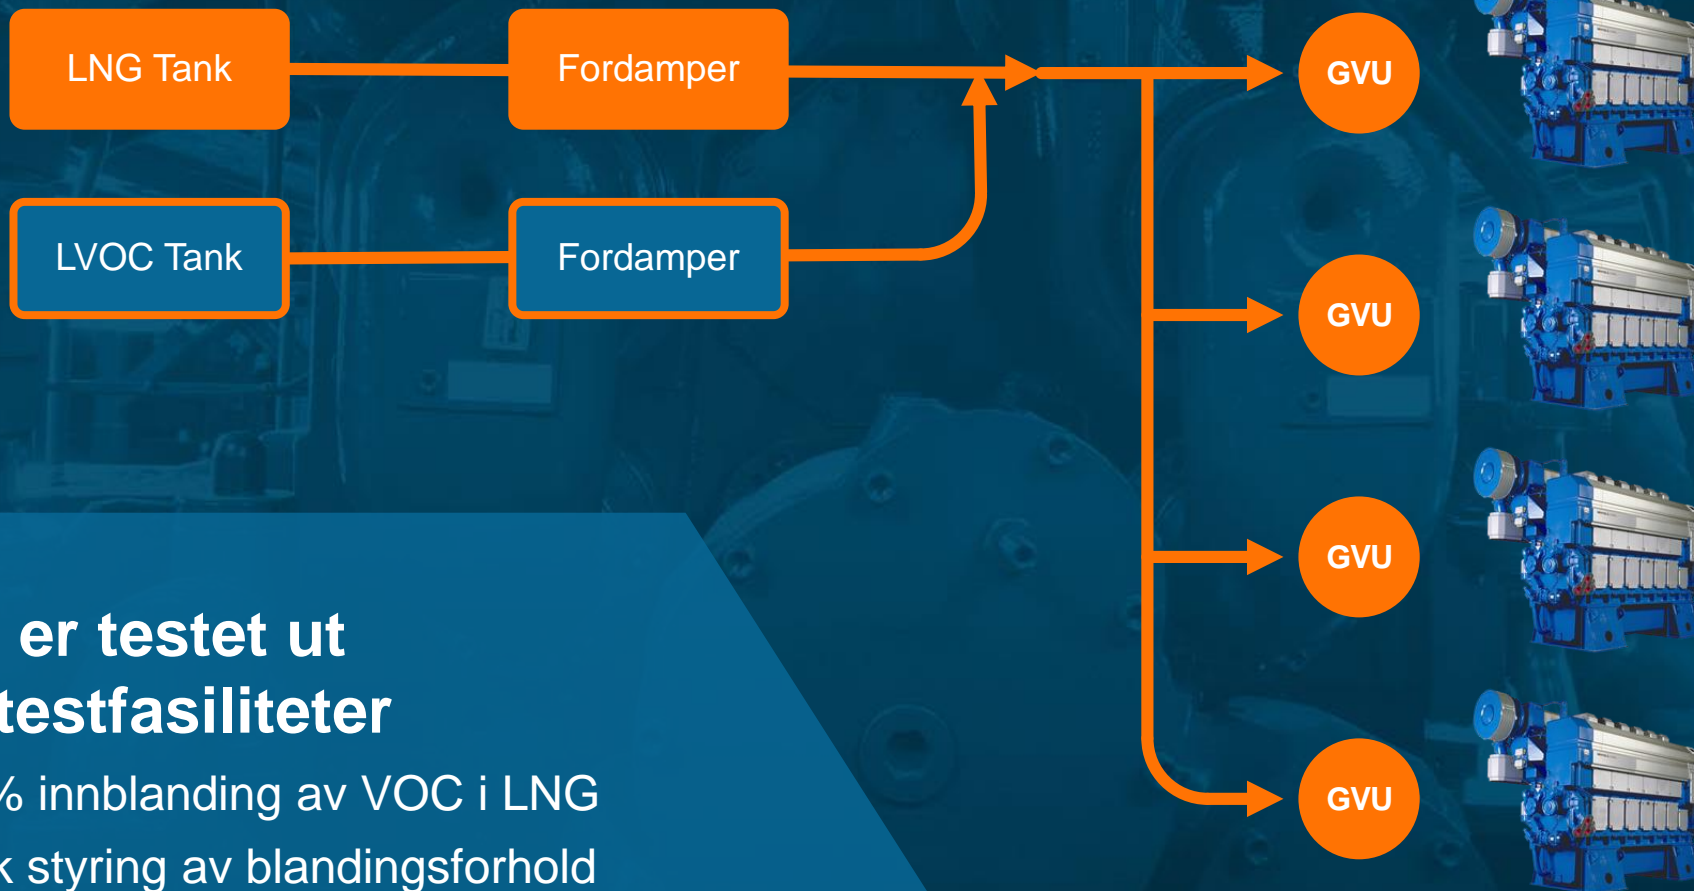 LNG Tank
Fordamper
GVU
LVOC Tank
Fordamper
GVU
GVU
GVU
er testet ut
testfasiliteter
% innblanding av VOC i LNG
k styring av blandingsforhold